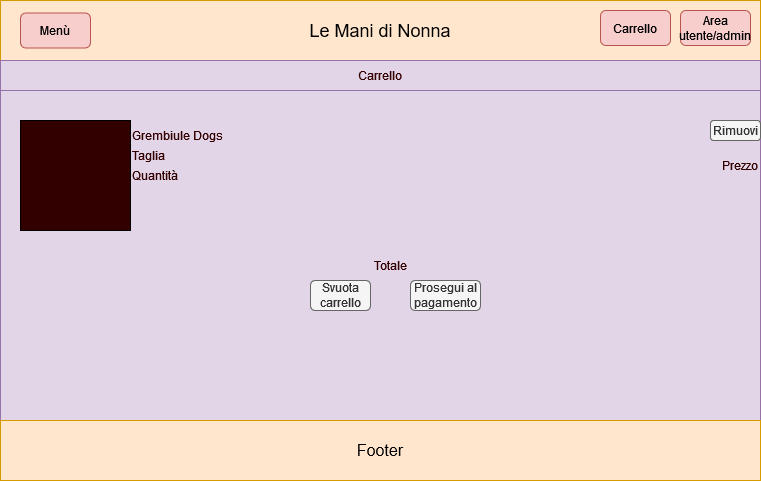 Menù
Le Mani di Nonna
Carrello
Area
utente/admin
Carrello
Grembiule Dogs
Taglia
Quantità
Rimuovi
Prezzo
Totale
Svuota
carrello
Prosegui al
pagamento
Footer